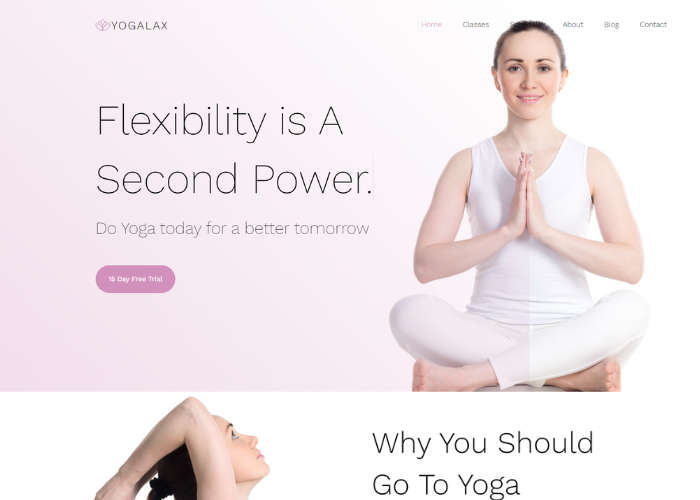 YOGALAX
Home Classes About Blog Contact
Flexibility is A
Second Power.
Do Yoga today for a better tomorrow
15 Day Free Trial
Why You Should
Go To Yoga